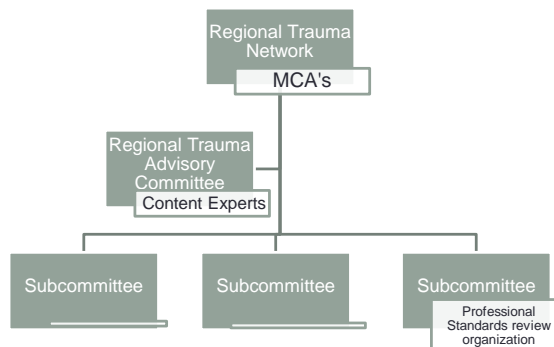 Regional Trauma
Network
MCA's
Regional Trauma
Advisory
Committee
Content Experts
Subcommittee
Subcommittee
Subcommittee
Professional
Standards review
organization